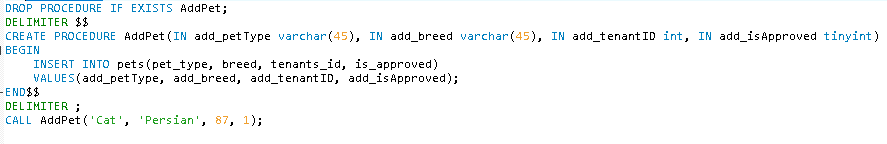 DROP PROCEDURE IF EXISTS AddPet;
DELIMITER $$
CREATE PROCEDURE AddPet(IN add_petType varchar(45), IN add_breed varchar(45), IN add_tenantID int, IN add_isApproved tinyint)
BEGIN
    INSERT INTO pets(pet_type, breed, tenants_id, is_approved)
    VALUES(add_petType, add_breed, add_tenantID, add_isApproved);
END$$
DELIMITER ;
CALL AddPet('Cat', 'Persian', 87, 1);